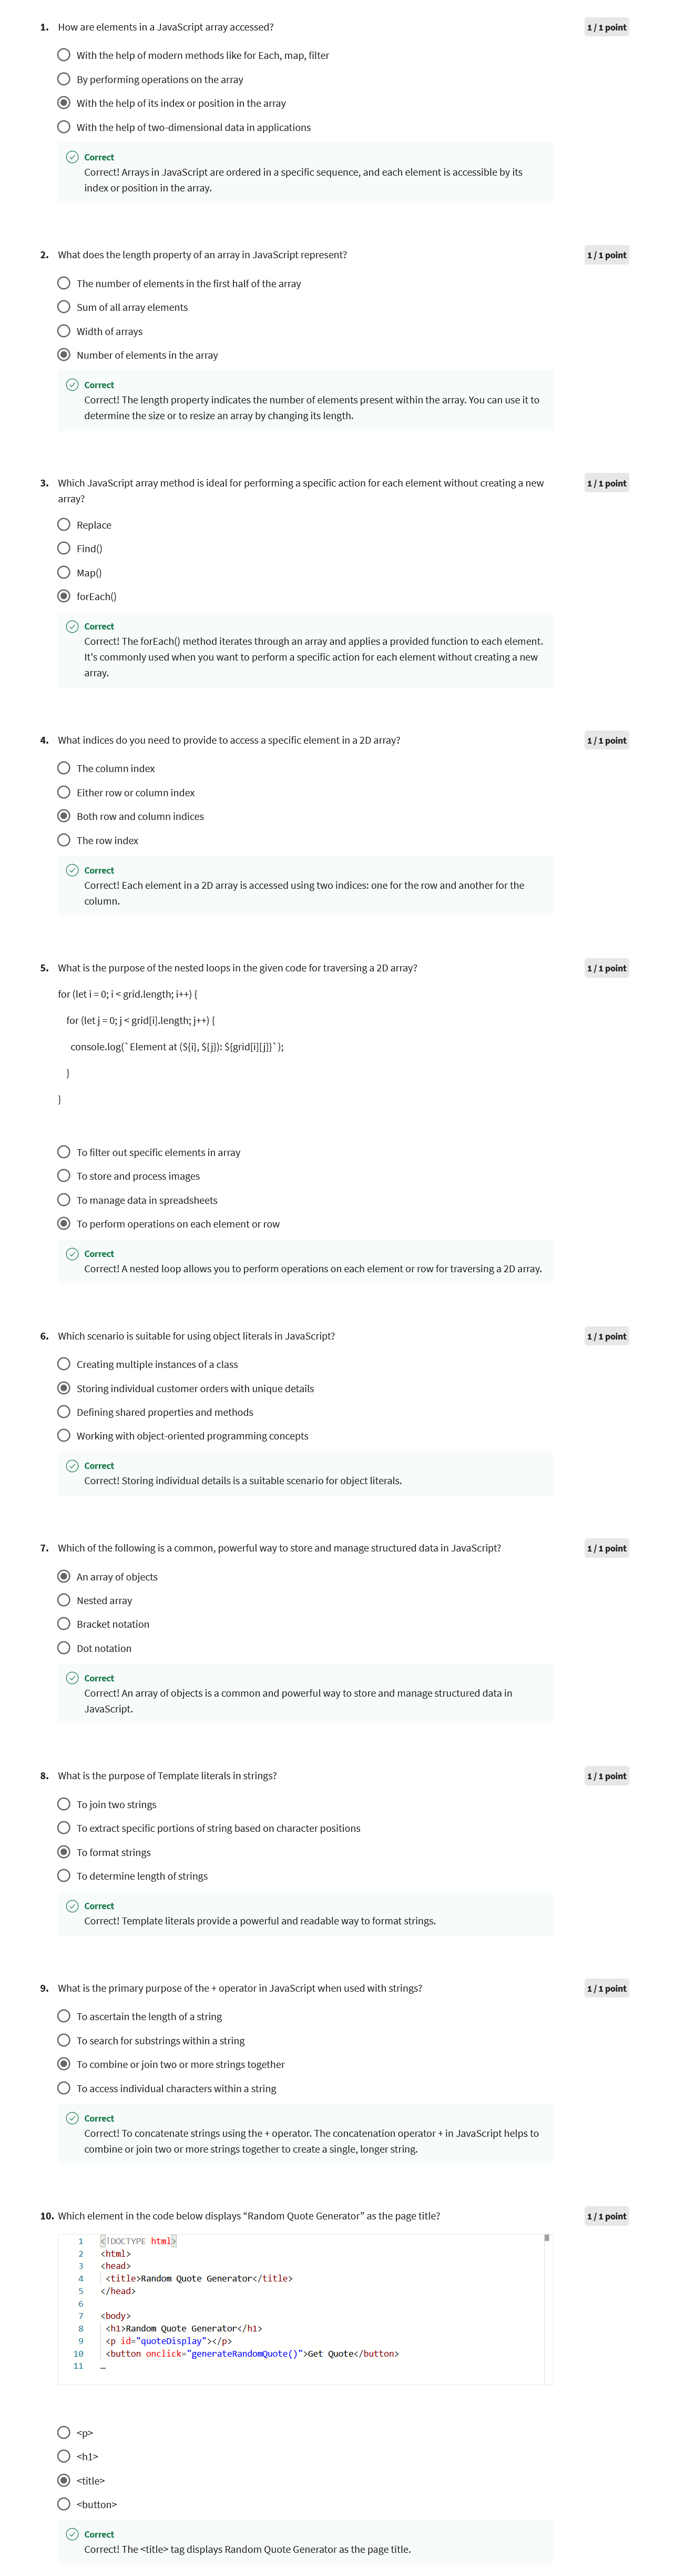 1. How are elements in a JavaScript array accessed? 1 / 1 point
With the help of modern methods like for Each, map, filter
By performing operations on the array
With the help of its index or position in the array
With the help of two-dimensional data in applications
Correct
Correct! Arrays in JavaScript are ordered in a specific sequence, and each element is accessible by its
index or position in the array.
2. What does the length property of an array in JavaScript represent? 1 / 1 point
The number of elements in the first half of the array
Sum of all array elements
Width of arrays
Number of elements in the array
Correct
Correct! The length property indicates the number of elements present within the array. You can use it to
determine the size or to resize an array by changing its length.
3. Which JavaScript array method is ideal for performing a specific action for each element without creating a new 1 / 1 point
array?
Replace
Find()
Map()
forEach()
Correct
Correct! The forEach() method iterates through an array and applies a provided function to each element.
It's commonly used when you want to perform a specific action for each element without creating a new
array.
4. What indices do you need to provide to access a specific element in a 2D array? 1 / 1 point
The column index
Either row or column index
Both row and column indices
The row index
Correct
Correct! Each element in a 2D array is accessed using two indices: one for the row and another for the
column.
5. What is the purpose of the nested loops in the given code for traversing a 2D array? 1 / 1 point
for (let i = 0; i < grid.length; i++) {
for (let j = 0; j < grid[i].length; j++) {
console.log(`Element at (${i}, ${j}): ${grid[i][j]}`);
}
}
To filter out specific elements in array
To store and process images
To manage data in spreadsheets
To perform operations on each element or row
Correct
Correct! A nested loop allows you to perform operations on each element or row for traversing a 2D array.
6. Which scenario is suitable for using object literals in JavaScript? 1 / 1 point
Creating multiple instances of a class
Storing individual customer orders with unique details
Defining shared properties and methods
Working with object-oriented programming concepts
Correct
Correct! Storing individual details is a suitable scenario for object literals.
7. Which of the following is a common, powerful way to store and manage structured data in JavaScript? 1 / 1 point
An array of objects
Nested array
Bracket notation
Dot notation
Correct
Correct! An array of objects is a common and powerful way to store and manage structured data in
JavaScript.
8. What is the purpose of Template literals in strings? 1 / 1 point
To join two strings
To extract specific portions of string based on character positions
To format strings
To determine length of strings
Correct
Correct! Template literals provide a powerful and readable way to format strings.
9. What is the primary purpose of the + operator in JavaScript when used with strings? 1 / 1 point
To ascertain the length of a string
To search for substrings within a string
To combine or join two or more strings together
To access individual characters within a string
Correct
Correct! To concatenate strings using the + operator. The concatenation operator + in JavaScript helps to
combine or join two or more strings together to create a single, longer string.
10. Which element in the code below displays “Random Quote Generator” as the page title? 1 / 1 point
1 <!DOCTYPE html>
2 <html>
3 <head>
4 <title>Random Quote Generator</title>
5 </head>
6
7 <body>
8 <h1>Random Quote Generator</h1>
9 <p id="quoteDisplay"></p>
10 <button onclick="generateRandomQuote()">Get Quote</button>
11 …
<p>
<h1>
<title>
<button>
Correct
Correct! The <title> tag displays Random Quote Generator as the page title.